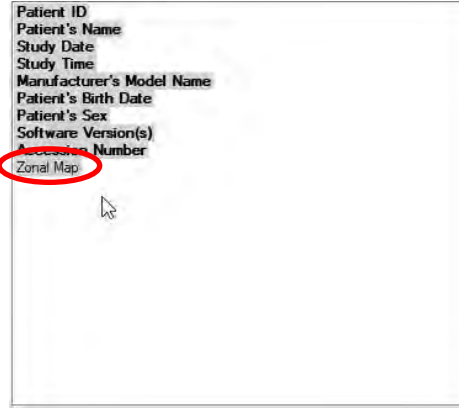 Patient ID
Patient's Name
Study Date
Study Time
Manufacturer's Model Name
Patient's Birth Date
Patient's Sex
Software Version(s)
Accession Number
Zonal Map